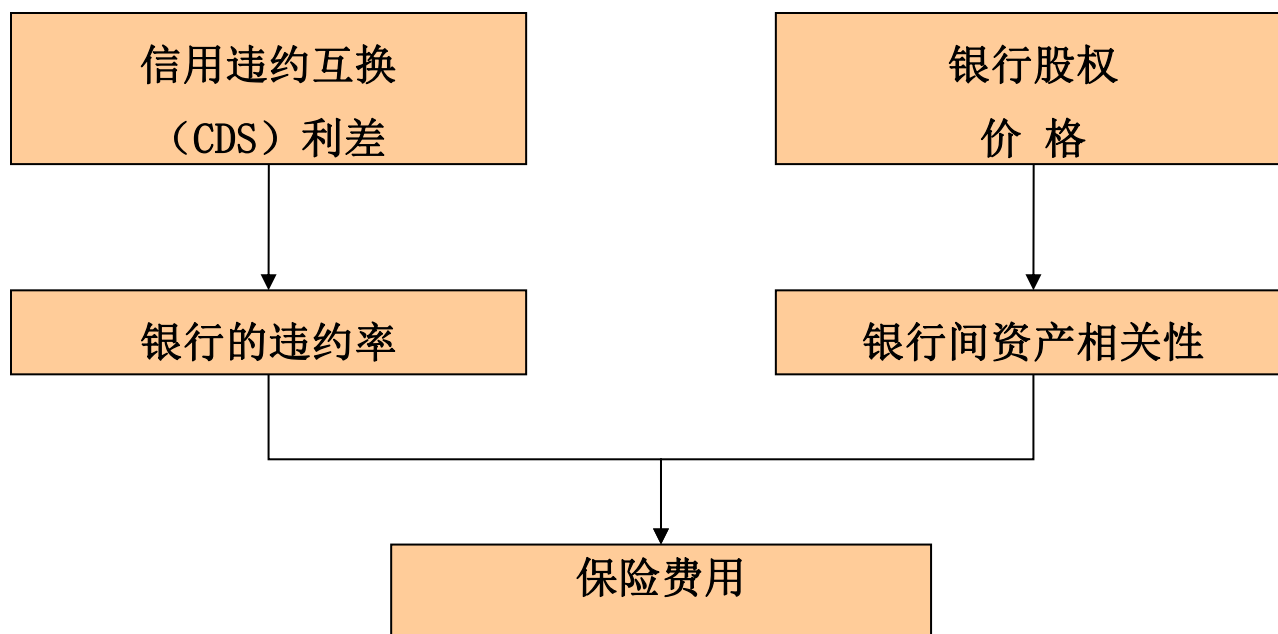 信用违约互换
（CDS）利差
银行股权
价 格
银行的违约率
银行间资产相关性
保险费用